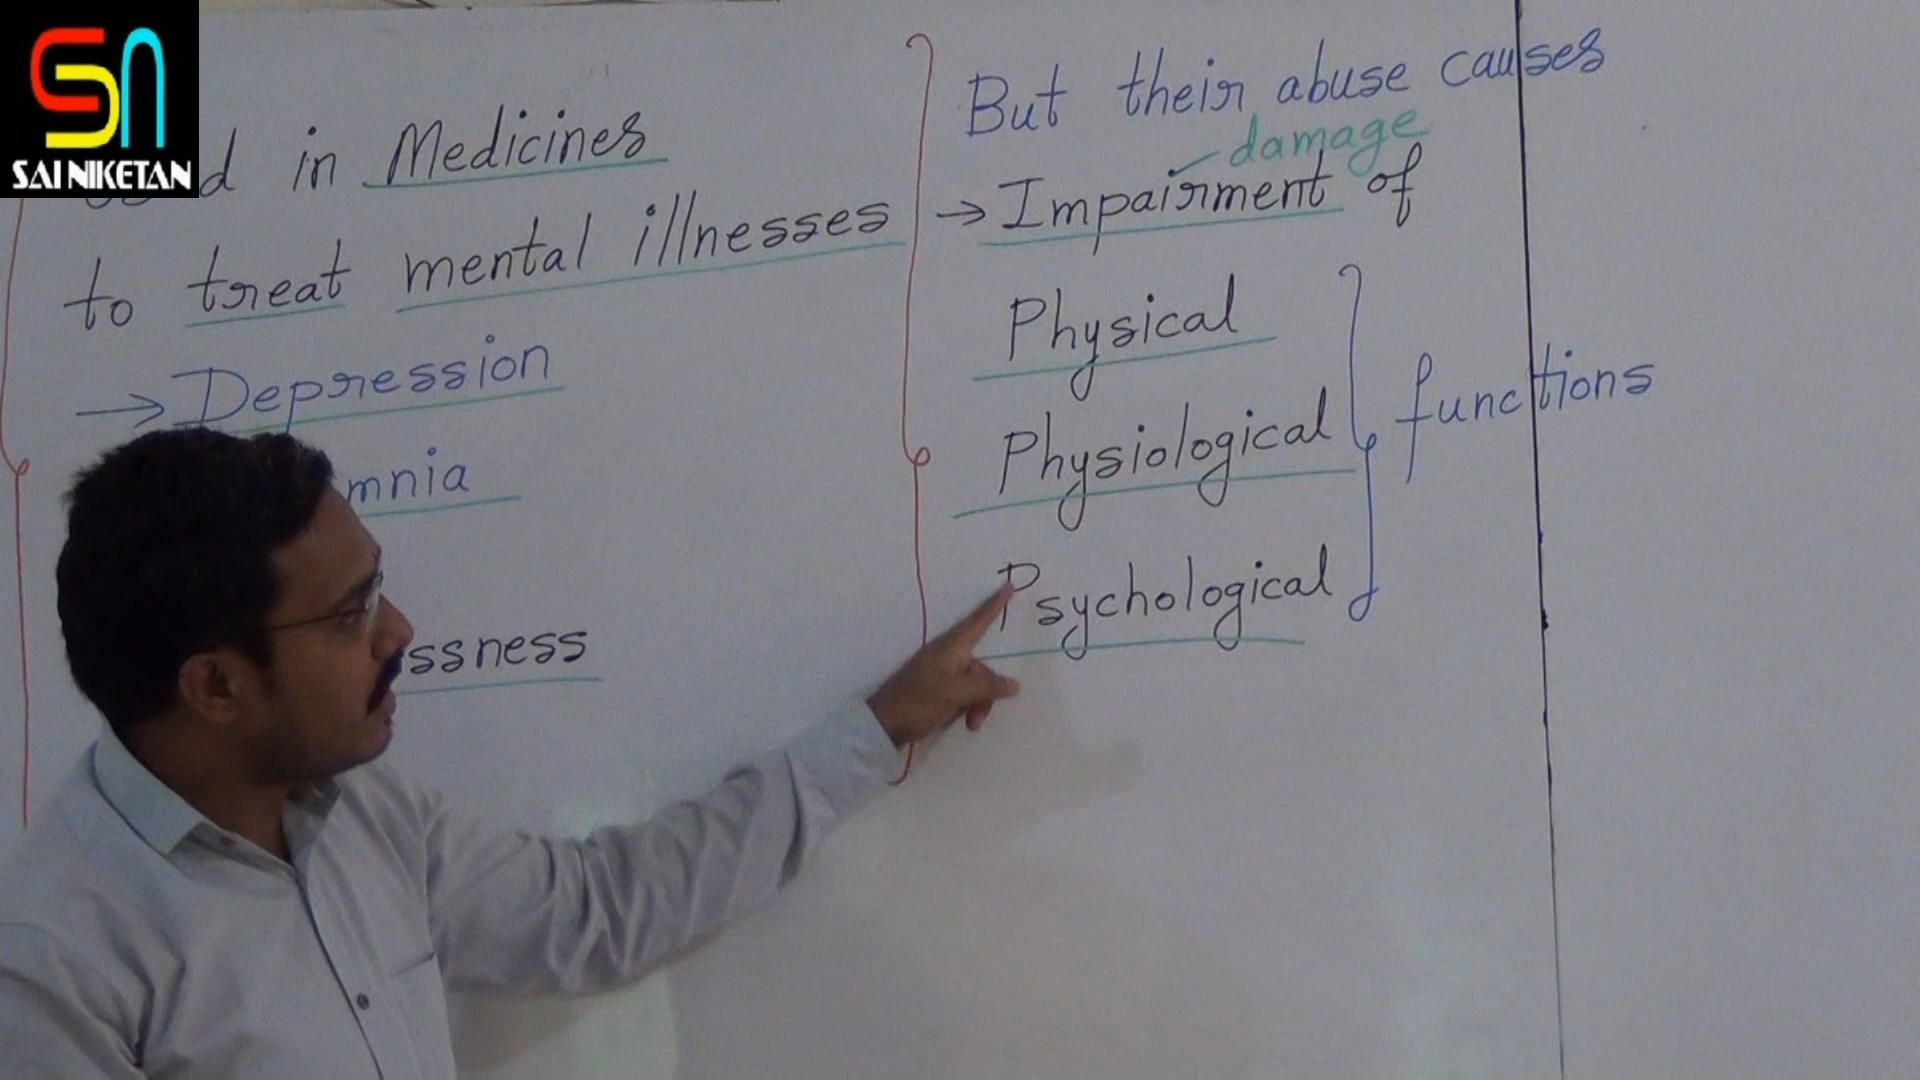 SN
SAI NIKETAN
d in Medicines
to treat mental illnesses
→ Depression
mnia
ssness
But their abuse causes
damage
→ Impairment of
Physical
Physiological
Psychological
functions